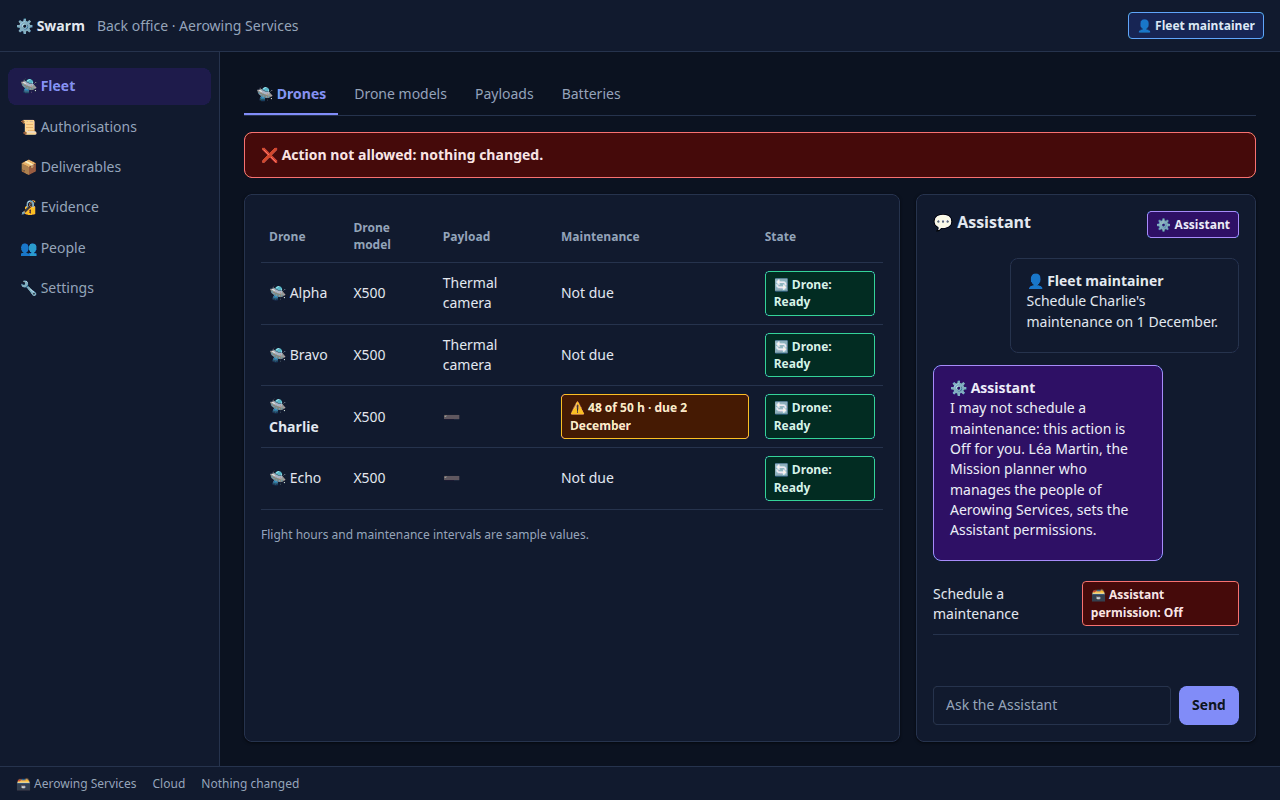 Swarm Back office · Aerowing Services
Fleet maintainer
Fleet
Authorisations
Deliverables
Evidence
People
Settings
Drones Drone models Payloads Batteries
Action not allowed: nothing changed.
Drone Drone model Payload Maintenance State
Alpha X500 Thermal camera Not due Drone: Ready
Bravo X500 Thermal camera Not due Drone: Ready
Charlie X500 48 of 50 h · due 2 December Drone: Ready
Echo X500 Not due Drone: Ready
Flight hours and maintenance intervals are sample values.
Assistant
Assistant
Fleet maintainer
Schedule Charlie's
maintenance on 1 December.
Assistant
I may not schedule a
maintenance: this action is
Off for you. Léa Martin, the
Mission planner who
manages the people of
Aerowing Services, sets the
Assistant permissions.
Schedule a
maintenance
Assistant
permission: Off
Ask the Assistant
Send
Aerowing Services Cloud Nothing changed